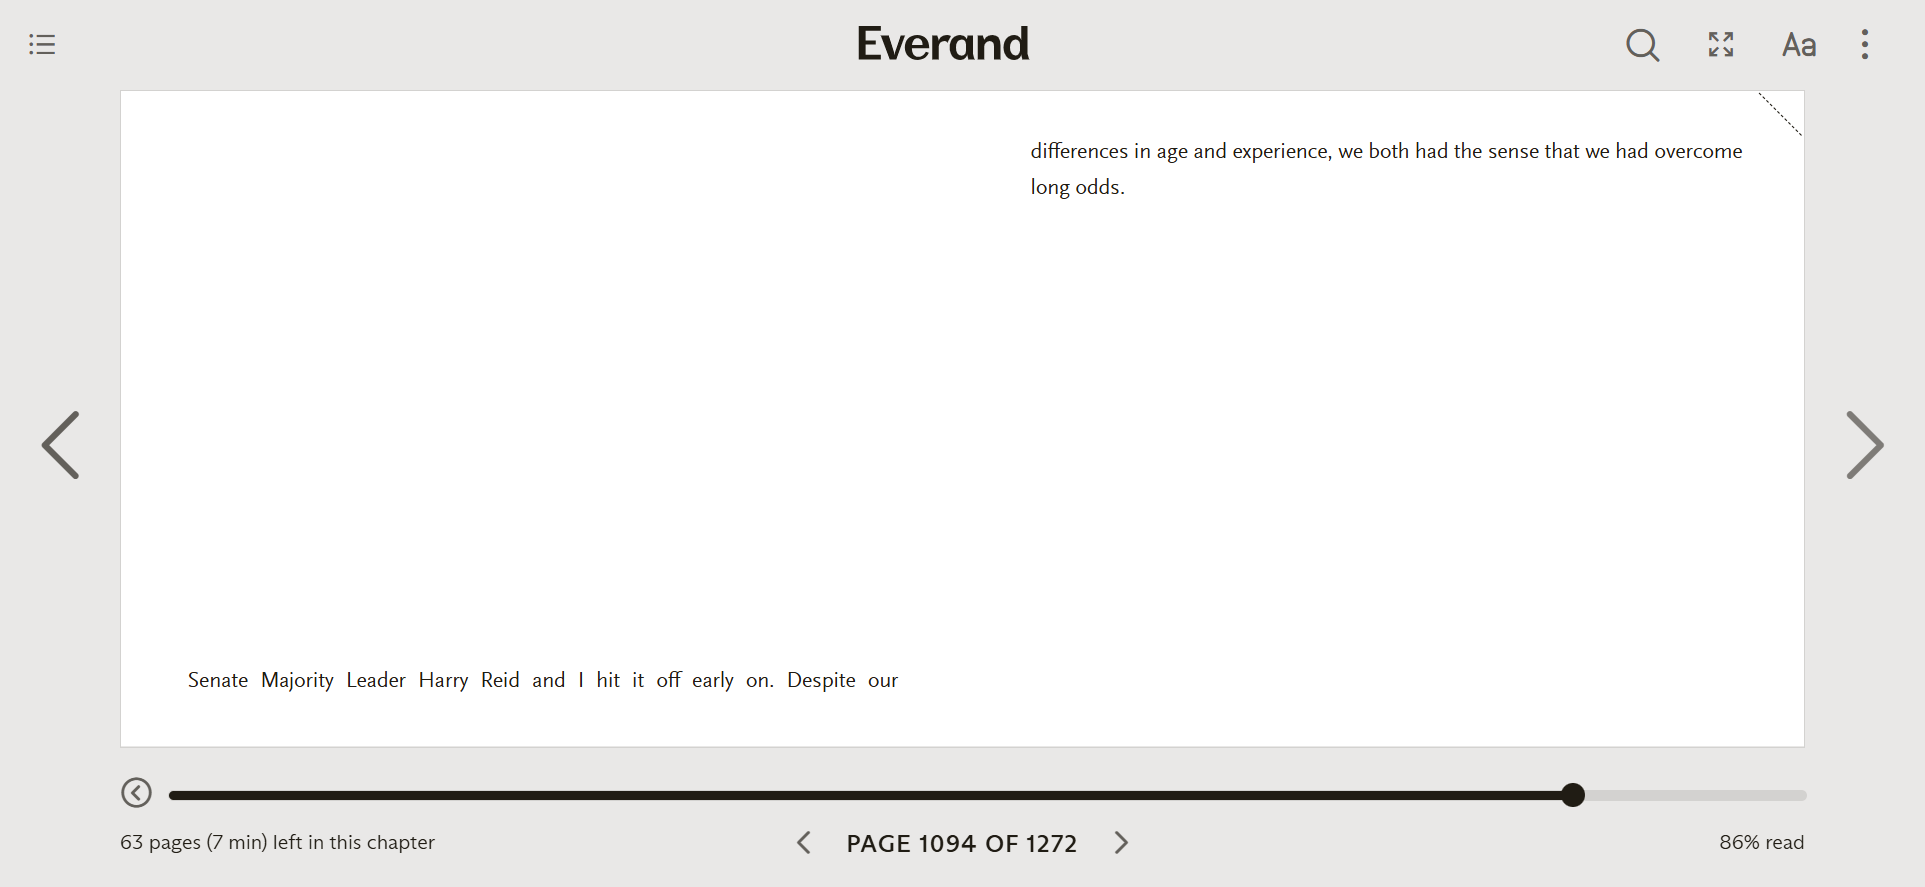 Everand
Aa
Senate Majority Leader Harry Reid and I hit it off early on. Despite our
differences in age and experience, we both had the sense that we had overcome
long odds.
63 pages (7 min) left in this chapter
PAGE 1094 OF 1272
86% read